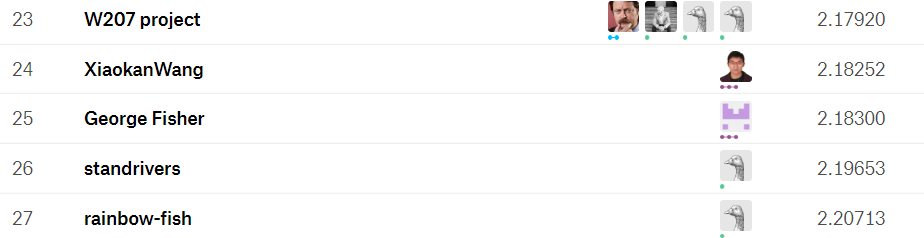 23 W207 project 2.17920
24 XiaokanWang 2.18252
25 George Fisher 2.18300
26 standrivers 2.19653
27 rainbow-fish 2.20713